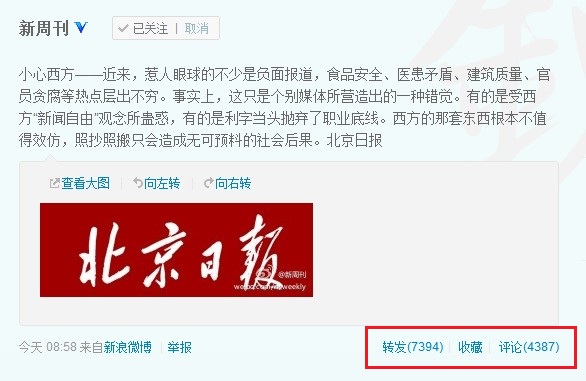 新周刊
已关注 | 取消
小心西方——近来，惹人眼球的不少是负面报道，食品安全、医患矛盾、建筑质量、官
员贪腐等热点层出不穷。事实上，这只是个别媒体所营造出的一种错觉。有的是受西
方“新闻自由”观念所蛊惑，有的是利字当头抛弃了职业底线。西方的那套东西根本不值
得效仿，照抄照搬只会造成无可预料的社会后果。北京日报
查看大图 向左转 向右转
北京日报
@新周刊
今天 08:58 来自新浪微博 | 举报 转发(7394) 收藏 评论(4387)